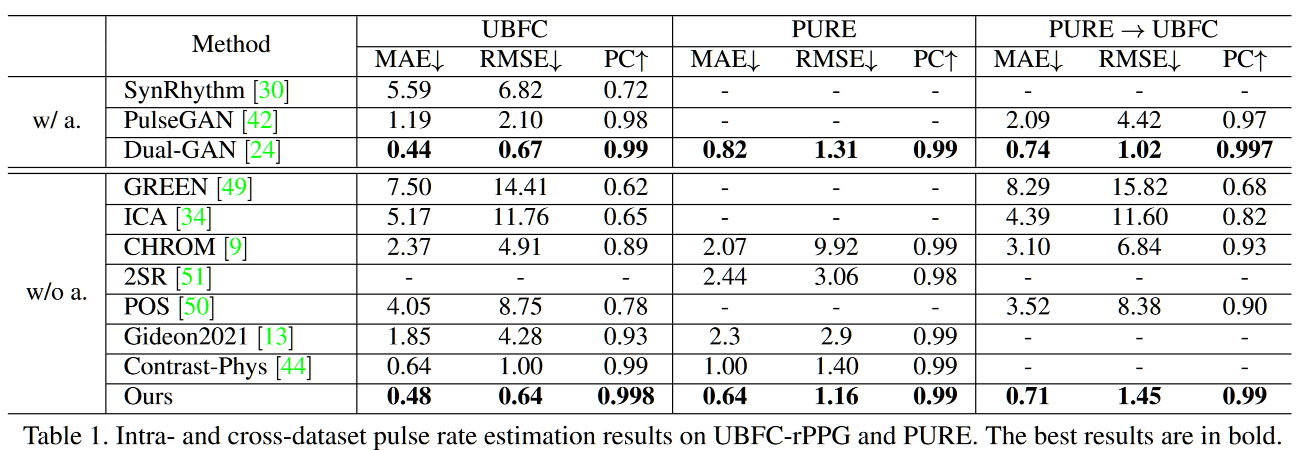 Method UBFC PURE PURE → UBFC
MAE↓ RMSE↓ PC↑ MAE↓ RMSE↓ PC↑ MAE↓ RMSE↓ PC↑
w/ a.
SynRhythm [30] 5.59 6.82 0.72 - - - - - -
PulseGAN [42] 1.19 2.10 0.98 - - - 2.09 4.42 0.97
Dual-GAN [24] 0.44 0.67 0.99 0.82 1.31 0.99 0.74 1.02 0.997
w/o a.
GREEN [49] 7.50 14.41 0.62 - - - 8.29 15.82 0.68
ICA [34] 5.17 11.76 0.65 - - - 4.39 11.60 0.82
CHROM [9] 2.37 4.91 0.89 2.07 9.92 0.99 3.10 6.84 0.93
2SR [51] - - - 2.44 3.06 0.98 - - -
POS [50] 4.05 8.75 0.78 - - - 3.52 8.38 0.90
Gideon2021 [13] 1.85 4.28 0.93 2.3 2.9 0.99 - - -
Contrast-Phys [44] 0.64 1.00 0.99 1.00 1.40 0.99 - - -
Ours 0.48 0.64 0.998 0.64 1.16 0.99 0.71 1.45 0.99
Table 1. Intra- and cross-dataset pulse rate estimation results on UBFC-rPPG and PURE. The best results are in bold.